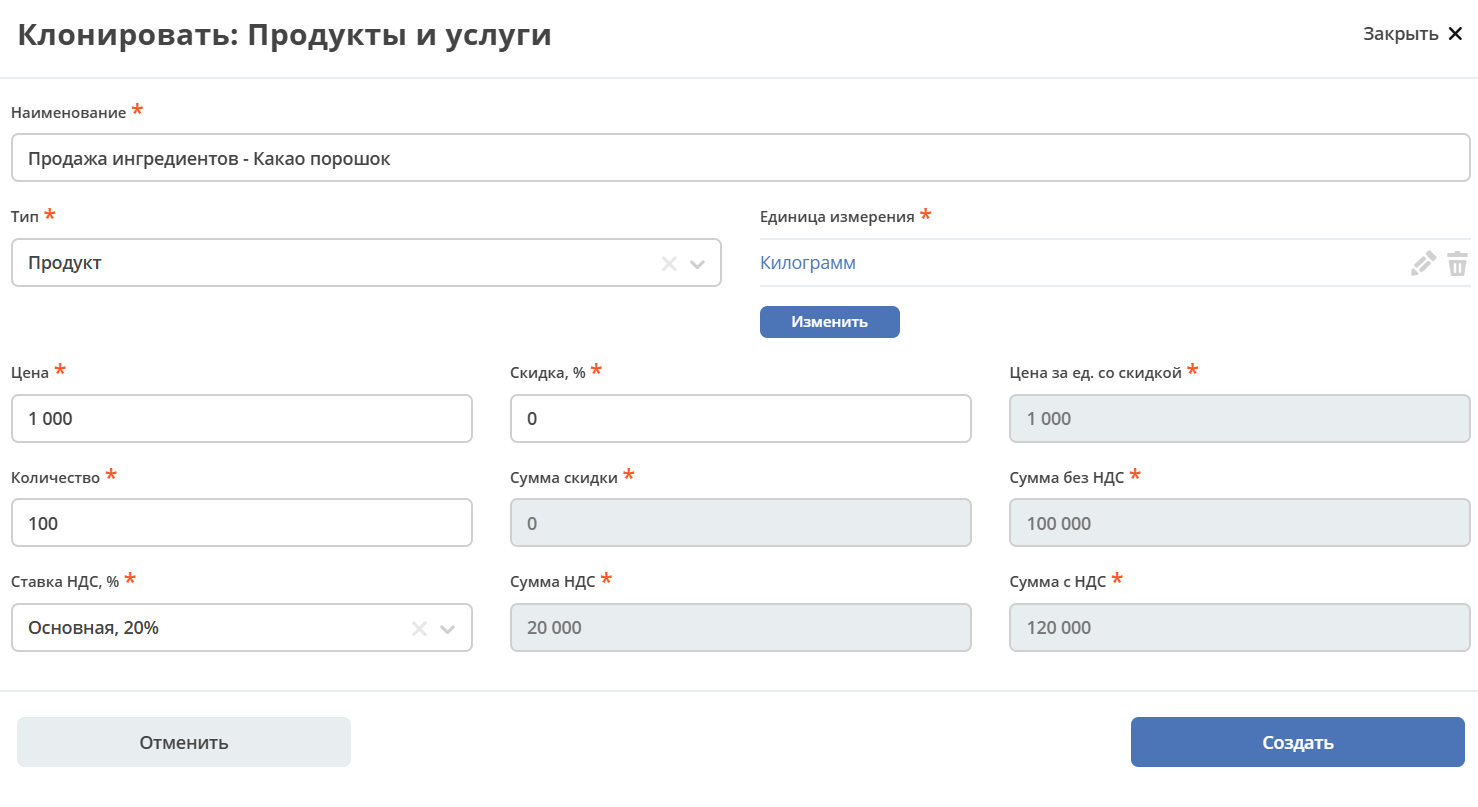 Клонировать: Продукты и услуги
Закрыть
Наименование *
Продажа ингредиентов - Какао порошок
Тип *
Единица измерения *
Продукт
Килограмм
Изменить
Цена *
Скидка, % *
Цена за ед. со скидкой *
1 000
0
1 000
Количество *
Сумма скидки *
Сумма без НДС *
100
0
100 000
Ставка НДС, % *
Сумма НДС *
Сумма с НДС *
Основная, 20%
20 000
120 000
Отменить
Создать